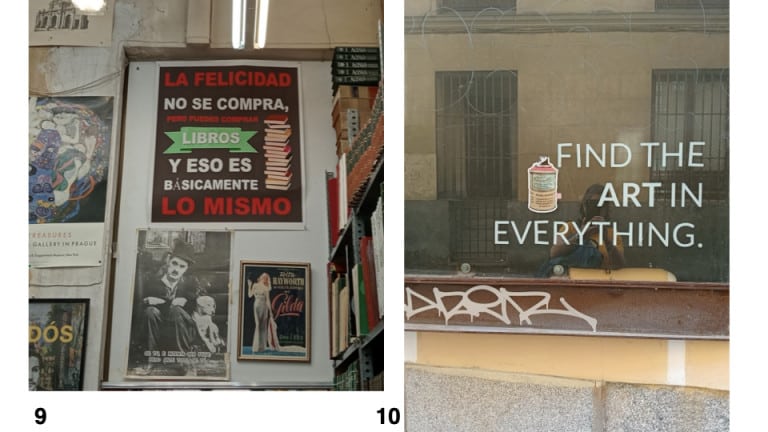 LA FELICIDAD
NO SE COMPRA,
PERO PUEDES COMPRAR
LIBROS
Y ESO ES
BÁSICAMENTE
LO MISMO
TREASURES
GALLERY IN PRAGUE
RITA
HAYWORTH
Gilda
DÓS
FIND THE
ART IN
EVERYTHING.
9
10